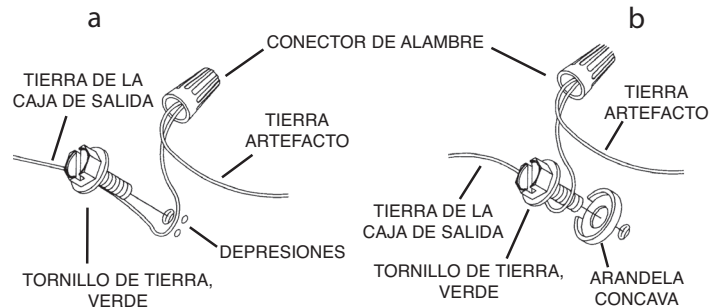 a
b
CONECTOR DE ALAMBRE
TIERRA DE LA
CAJA DE SALIDA
TIERRA
ARTEFACTO
DEPRESIONES
TORNILLO DE TIERRA,
VERDE
TIERRA
ARTEFACTO
TIERRA DE LA
CAJA DE SALIDA
TORNILLO DE TIERRA,
VERDE
ARANDELA
CONCAVA